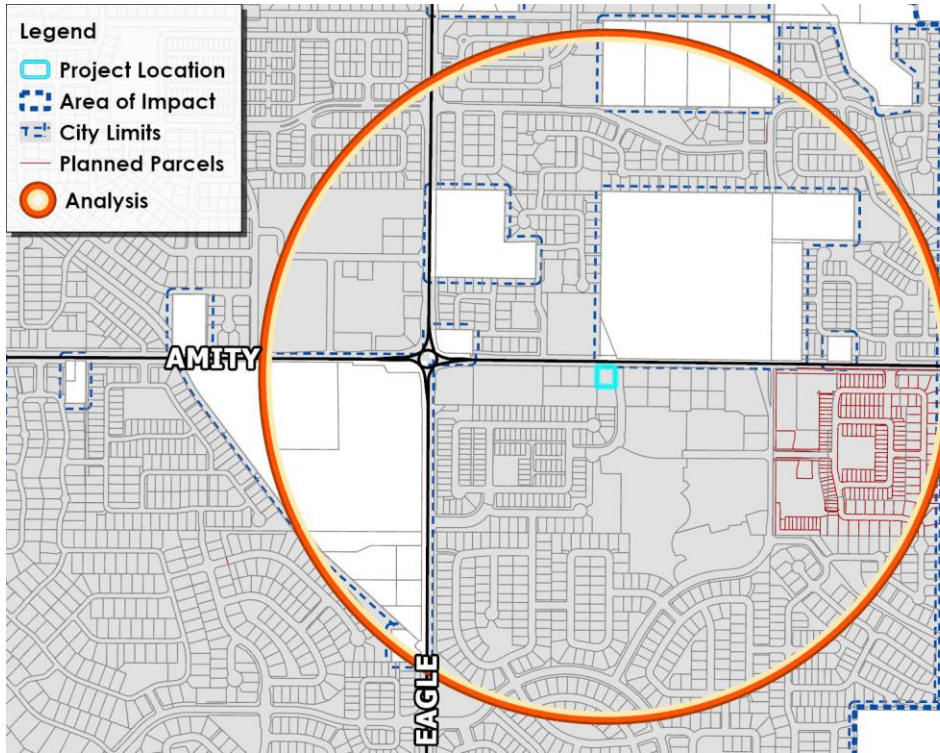 Legend
Project Location
Area of Impact
City Limits
Planned Parcels
Analysis
AMITY
EAGLE